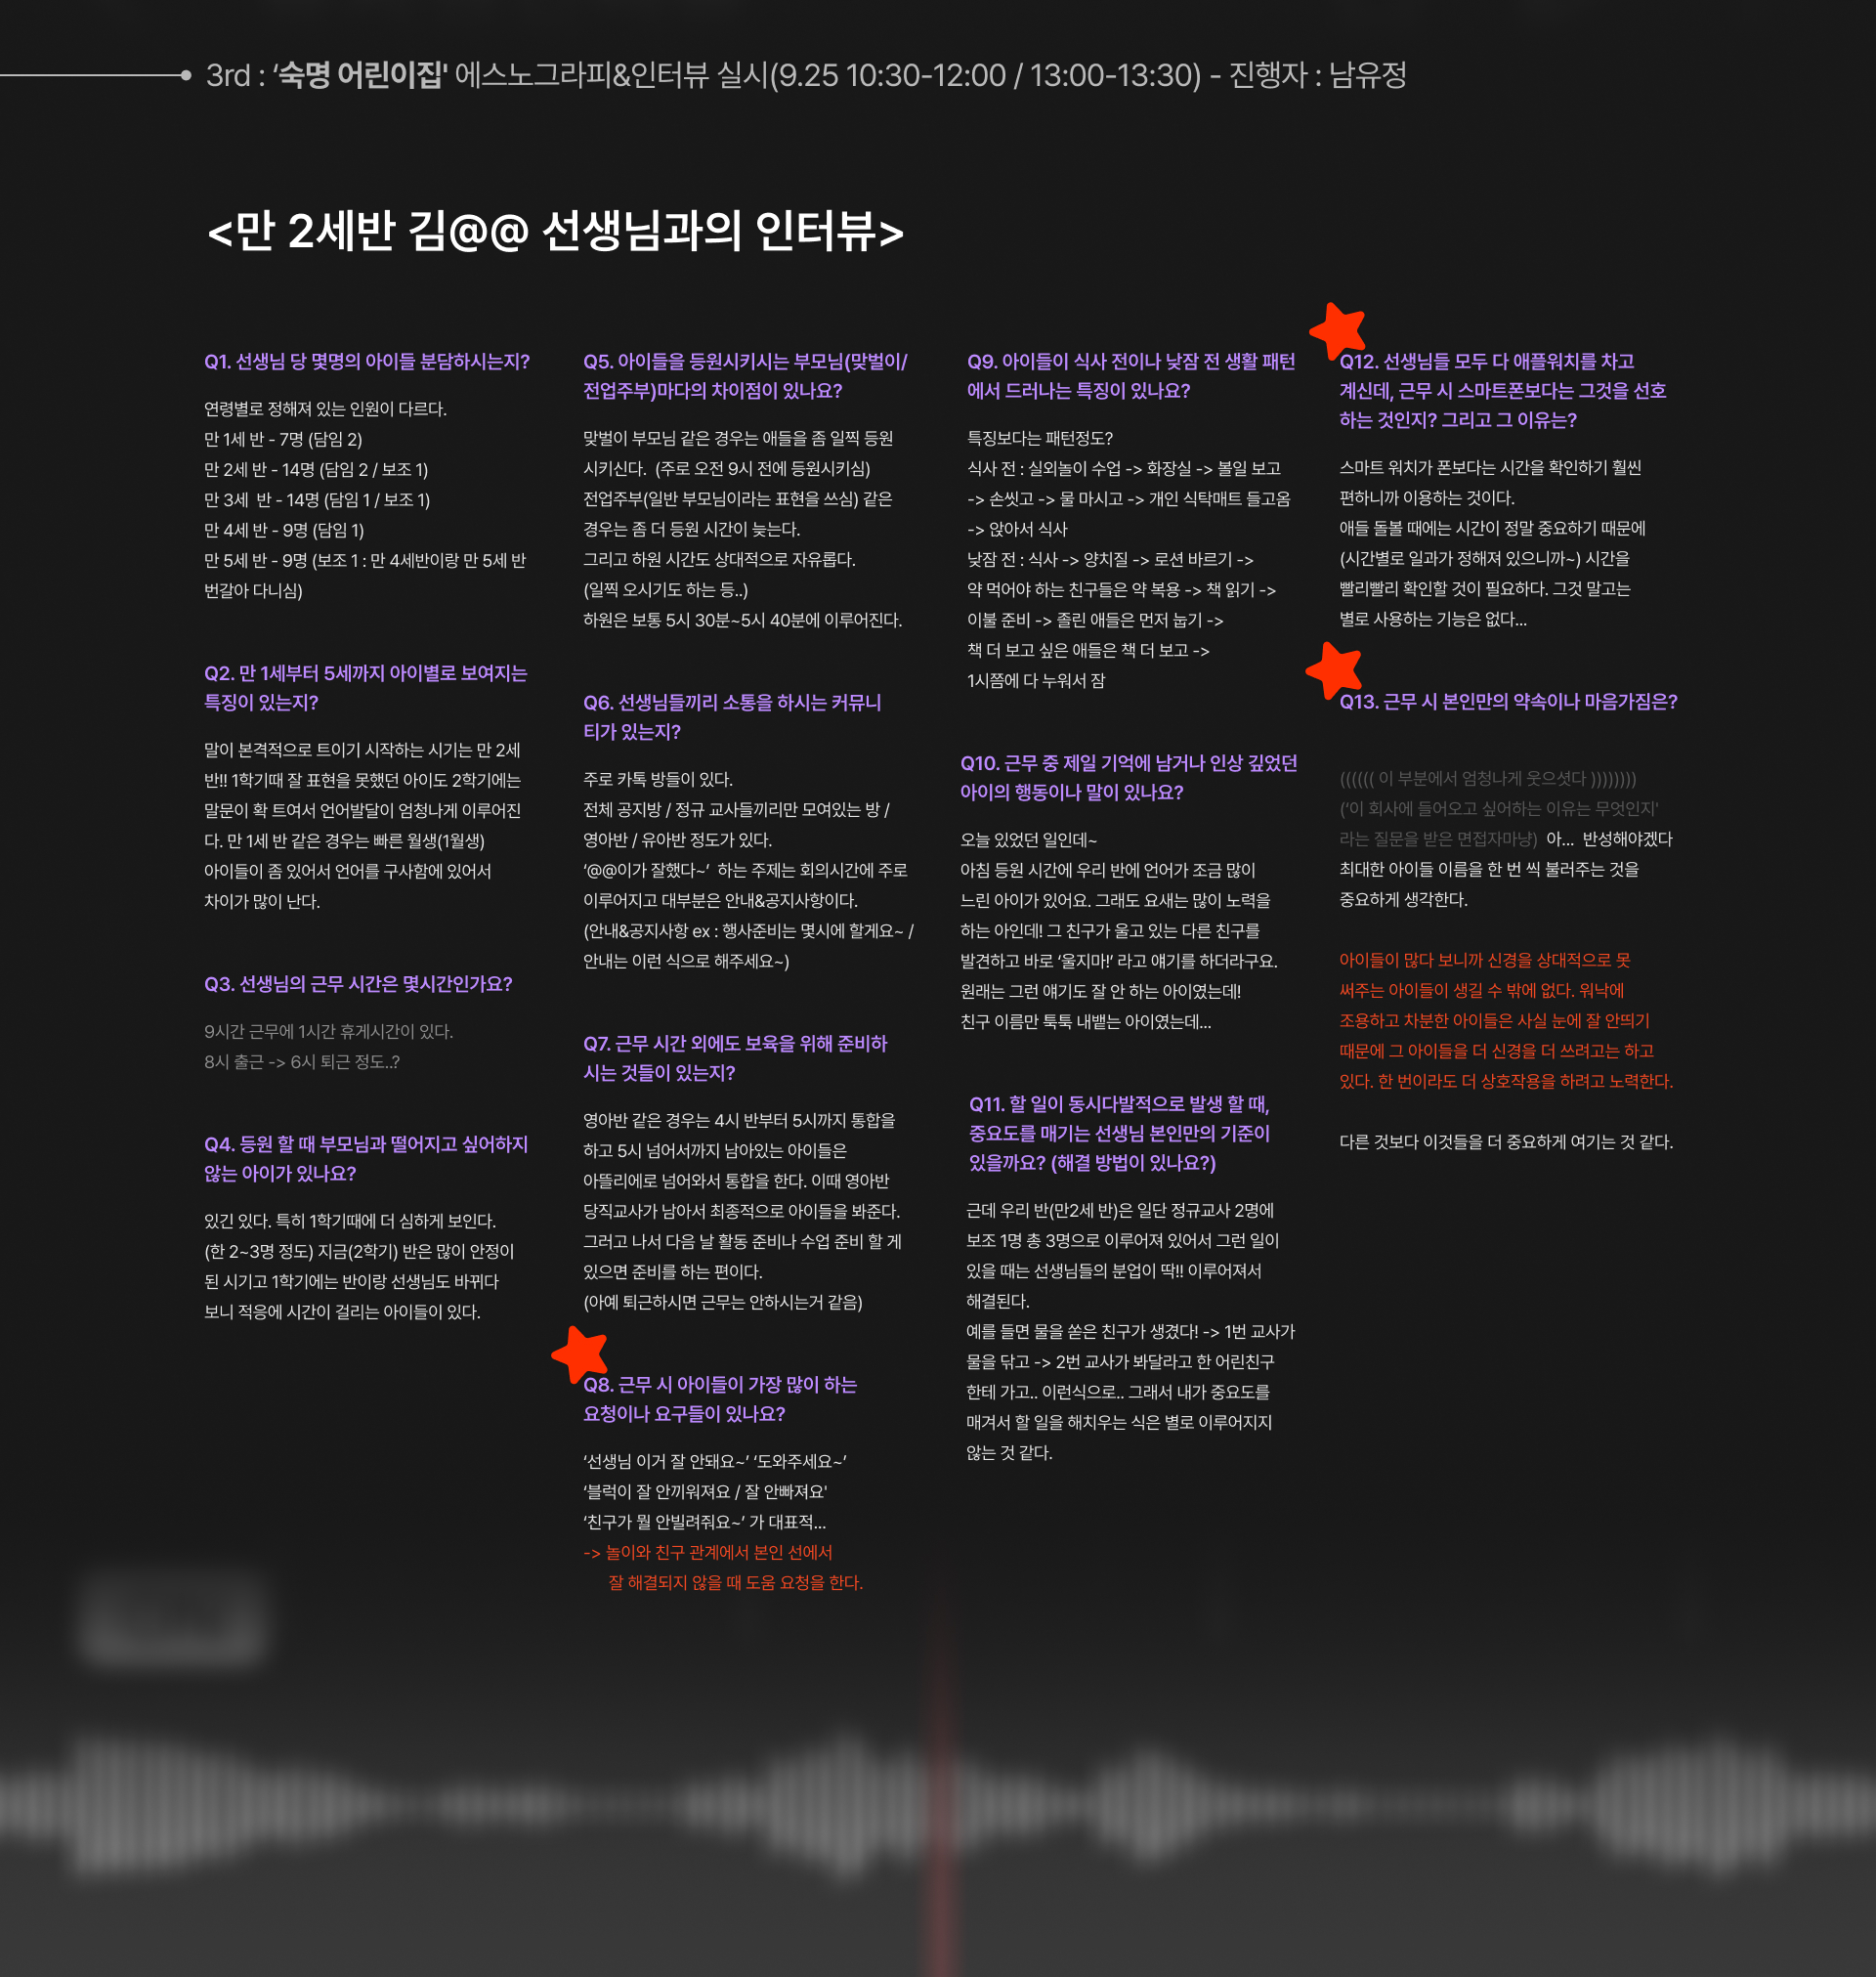 3rd : ‘숙명 어린이집' 에스노그라피&인터뷰 실시(9.25 10:30-12:00 / 13:00-13:30) - 진행자 : 남유정
<만 2세반 김@@ 선생님과의 인터뷰>
Q1. 선생님 당 몇명의 아이들 분담하시는지?
연령별로 정해져 있는 인원이 다르다.
만 1세 반 - 7명 (담임 2)
만 2세 반 - 14명 (담임 2 / 보조 1)
만 3세 반 - 14명 (담임 1 / 보조 1)
만 4세 반 - 9명 (담임 1)
만 5세 반 - 9명 (보조 1 : 만 4세반이랑 만 5세 반
번갈아 다니심)
Q2. 만 1세부터 5세까지 아이별로 보여지는
특징이 있는지?
말이 본격적으로 트이기 시작하는 시기는 만 2세
반!! 1학기때 잘 표현을 못했던 아이도 2학기에는
말문이 확 트여서 언어발달이 엄청나게 이루어진
다. 만 1세 반 같은 경우는 빠른 월생(1월생)
아이들이 좀 있어서 언어를 구사함에 있어서
차이가 많이 난다.
Q3. 선생님의 근무 시간은 몇시간인가요?
9시간 근무에 1시간 휴게시간이 있다.
8시 출근 -> 6시 퇴근 정도..?
Q4. 등원 할 때 부모님과 떨어지고 싶어하지
않는 아이가 있나요?
있긴 있다. 특히 1학기때에 더 심하게 보인다.
(한 2~3명 정도) 지금(2학기) 반은 많이 안정이
된 시기고 1학기에는 반이랑 선생님도 바뀌다
보니 적응에 시간이 걸리는 아이들이 있다.
Q5. 아이들을 등원시키시는 부모님(맞벌이/
전업주부)마다의 차이점이 있나요?
맞벌이 부모님 같은 경우는 애들을 좀 일찍 등원
시키신다. (주로 오전 9시 전에 등원시키심)
전업주부(일반 부모님이라는 표현을 쓰심) 같은
경우는 좀 더 등원 시간이 늦는다.
그리고 하원 시간도 상대적으로 자유롭다.
(일찍 오시기도 하는 등..)
하원은 보통 5시 30분~5시 40분에 이루어진다.
Q6. 선생님들끼리 소통을 하시는 커뮤니
티가 있는지?
주로 카톡 방들이 있다.
전체 공지방 / 정규 교사들끼리만 모여있는 방 /
영아반 / 유아반 정도가 있다.
‘@@이가 잘했다~’ 하는 주제는 회의시간에 주로
이루어지고 대부분은 안내&공지사항이다.
(안내&공지사항 ex : 행사준비는 몇시에 할게요~ /
안내는 이런 식으로 해주세요~)
Q7. 근무 시간 외에도 보육을 위해 준비하
시는 것들이 있는지?
영아반 같은 경우는 4시 반부터 5시까지 통합을
하고 5시 넘어서까지 남아있는 아이들은
아뜰리에로 넘어와서 통합을 한다. 이때 영아반
당직교사가 남아서 최종적으로 아이들을 봐준다.
그러고 나서 다음 날 활동 준비나 수업 준비 할 게
있으면 준비를 하는 편이다.
(아예 퇴근하시면 근무는 안하시는거 같음)
Q8. 근무 시 아이들이 가장 많이 하는
요청이나 요구들이 있나요?
‘선생님 이거 잘 안돼요~’ ‘도와주세요~’
‘블럭이 잘 안끼워져요 / 잘 안빠져요'
‘친구가 뭘 안빌려줘요~’ 가 대표적...
-> 놀이와 친구 관계에서 본인 선에서
잘 해결되지 않을 때 도움 요청을 한다.
Q9. 아이들이 식사 전이나 낮잠 전 생활 패턴
에서 드러나는 특징이 있나요?
특징보다는 패턴정도?
식사 전 : 실외놀이 수업 -> 화장실 -> 볼일 보고
-> 손씻고 -> 물 마시고 -> 개인 식탁매트 들고옴
-> 앉아서 식사
낮잠 전 : 식사 -> 양치질 -> 로션 바르기 ->
약 먹어야 하는 친구들은 약 복용 -> 책 읽기 ->
이불 준비 -> 졸린 애들은 먼저 눕기 ->
책 더 보고 싶은 애들은 책 더 보고 ->
1시쯤에 다 누워서 잠
Q10. 근무 중 제일 기억에 남거나 인상 깊었던
아이의 행동이나 말이 있나요?
오늘 있었던 일인데~
아침 등원 시간에 우리 반에 언어가 조금 많이
느린 아이가 있어요. 그래도 요새는 많이 노력을
하는 아인데! 그 친구가 울고 있는 다른 친구를
발견하고 바로 ‘울지마!’ 라고 얘기를 하더라구요.
원래는 그런 얘기도 잘 안 하는 아이였는데!
친구 이름만 툭툭 내뱉는 아이였는데...
Q11. 할 일이 동시다발적으로 발생 할 때,
중요도를 매기는 선생님 본인만의 기준이
있을까요? (해결 방법이 있나요?)
근데 우리 반(만2세 반)은 일단 정규교사 2명에
보조 1명 총 3명으로 이루어져 있어서 그런 일이
있을 때는 선생님들의 분업이 딱!! 이루어져서
해결된다.
예를 들면 물을 쏟은 친구가 생겼다! -> 1번 교사가
물을 닦고 -> 2번 교사가 봐달라고 한 어린친구
한테 가고.. 이런식으로.. 그래서 내가 중요도를
매겨서 할 일을 해치우는 식은 별로 이루어지지
않는 것 같다.
Q12. 선생님들 모두 다 애플워치를 차고
계신데, 근무 시 스마트폰보다는 그것을 선호
하는 것인지? 그리고 그 이유는?
스마트 워치가 폰보다는 시간을 확인하기 훨씬
편하니까 이용하는 것이다.
애들 돌볼 때에는 시간이 정말 중요하기 때문에
(시간별로 일과가 정해져 있으니까~) 시간을
빨리빨리 확인할 것이 필요하다. 그것 말고는
별로 사용하는 기능은 없다...
Q13. 근무 시 본인만의 약속이나 마음가짐은?
(((((( 이 부분에서 엄청나게 웃으셧다 ))))))))
(‘이 회사에 들어오고 싶어하는 이유는 무엇인지'
라는 질문을 받은 면접자마냥) 아... 반성해야겠다
최대한 아이들 이름을 한 번 씩 불러주는 것을
중요하게 생각한다.
아이들이 많다 보니까 신경을 상대적으로 못
써주는 아이들이 생길 수 밖에 없다. 워낙에
조용하고 차분한 아이들은 사실 눈에 잘 안띄기
때문에 그 아이들을 더 신경을 더 쓰려고는 하고
있다. 한 번이라도 더 상호작용을 하려고 노력한다.
다른 것보다 이것들을 더 중요하게 여기는 것 같다.